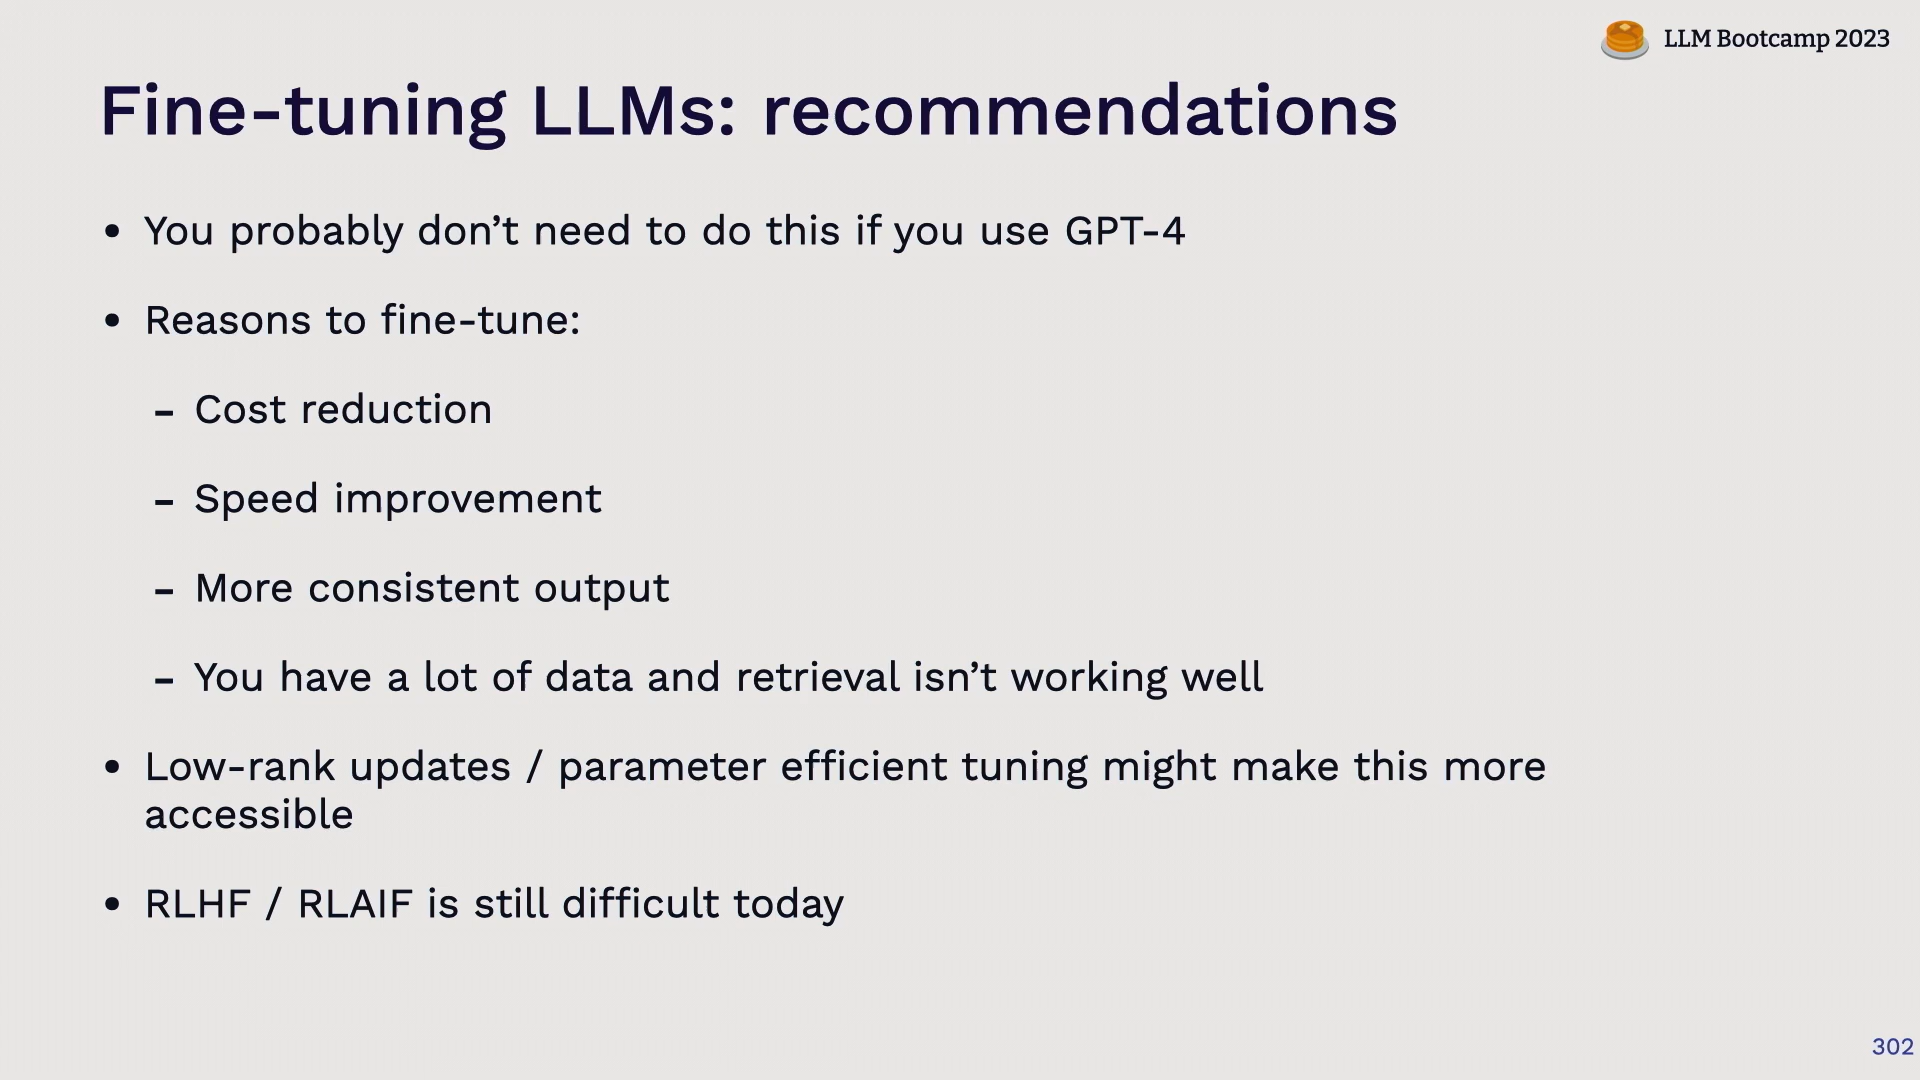 LLM Bootcamp 2023
Fine-tuning LLMs: recommendations
• You probably don’t need to do this if you use GPT-4
• Reasons to fine-tune:
- Cost reduction
- Speed improvement
- More consistent output
- You have a lot of data and retrieval isn’t working well
• Low-rank updates / parameter efficient tuning might make this more
accessible
• RLHF / RLAIF is still difficult today
302